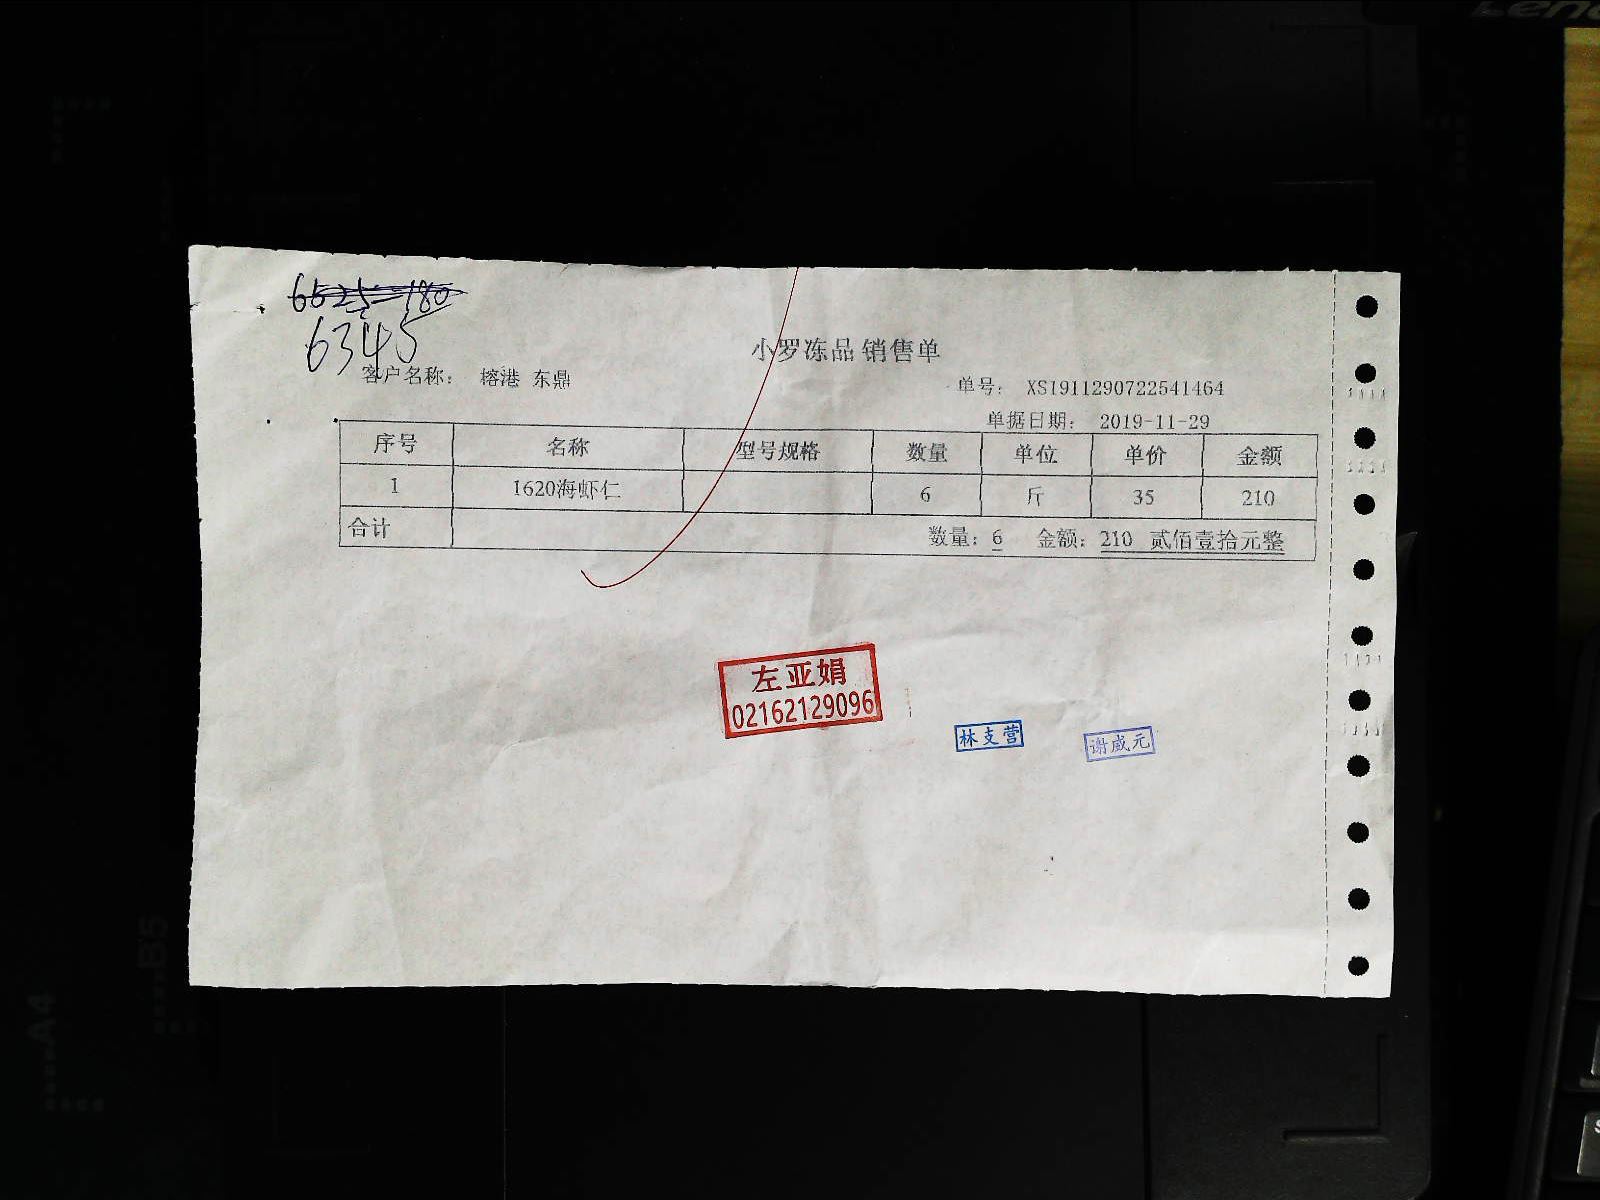 6345
小罗冻品 销售单
客户名称： 榕港 东鼎
单号： XS1911290722541464
单据日期： 2019-11-29
序号 名称 型号规格 数量 单位 单价 金额
1 1620海虾仁 6 斤 35 210
合计 数量：6 金额：210 贰佰壹拾元整
左亚娟
02162129096
林支营
谢威元
B5
A4